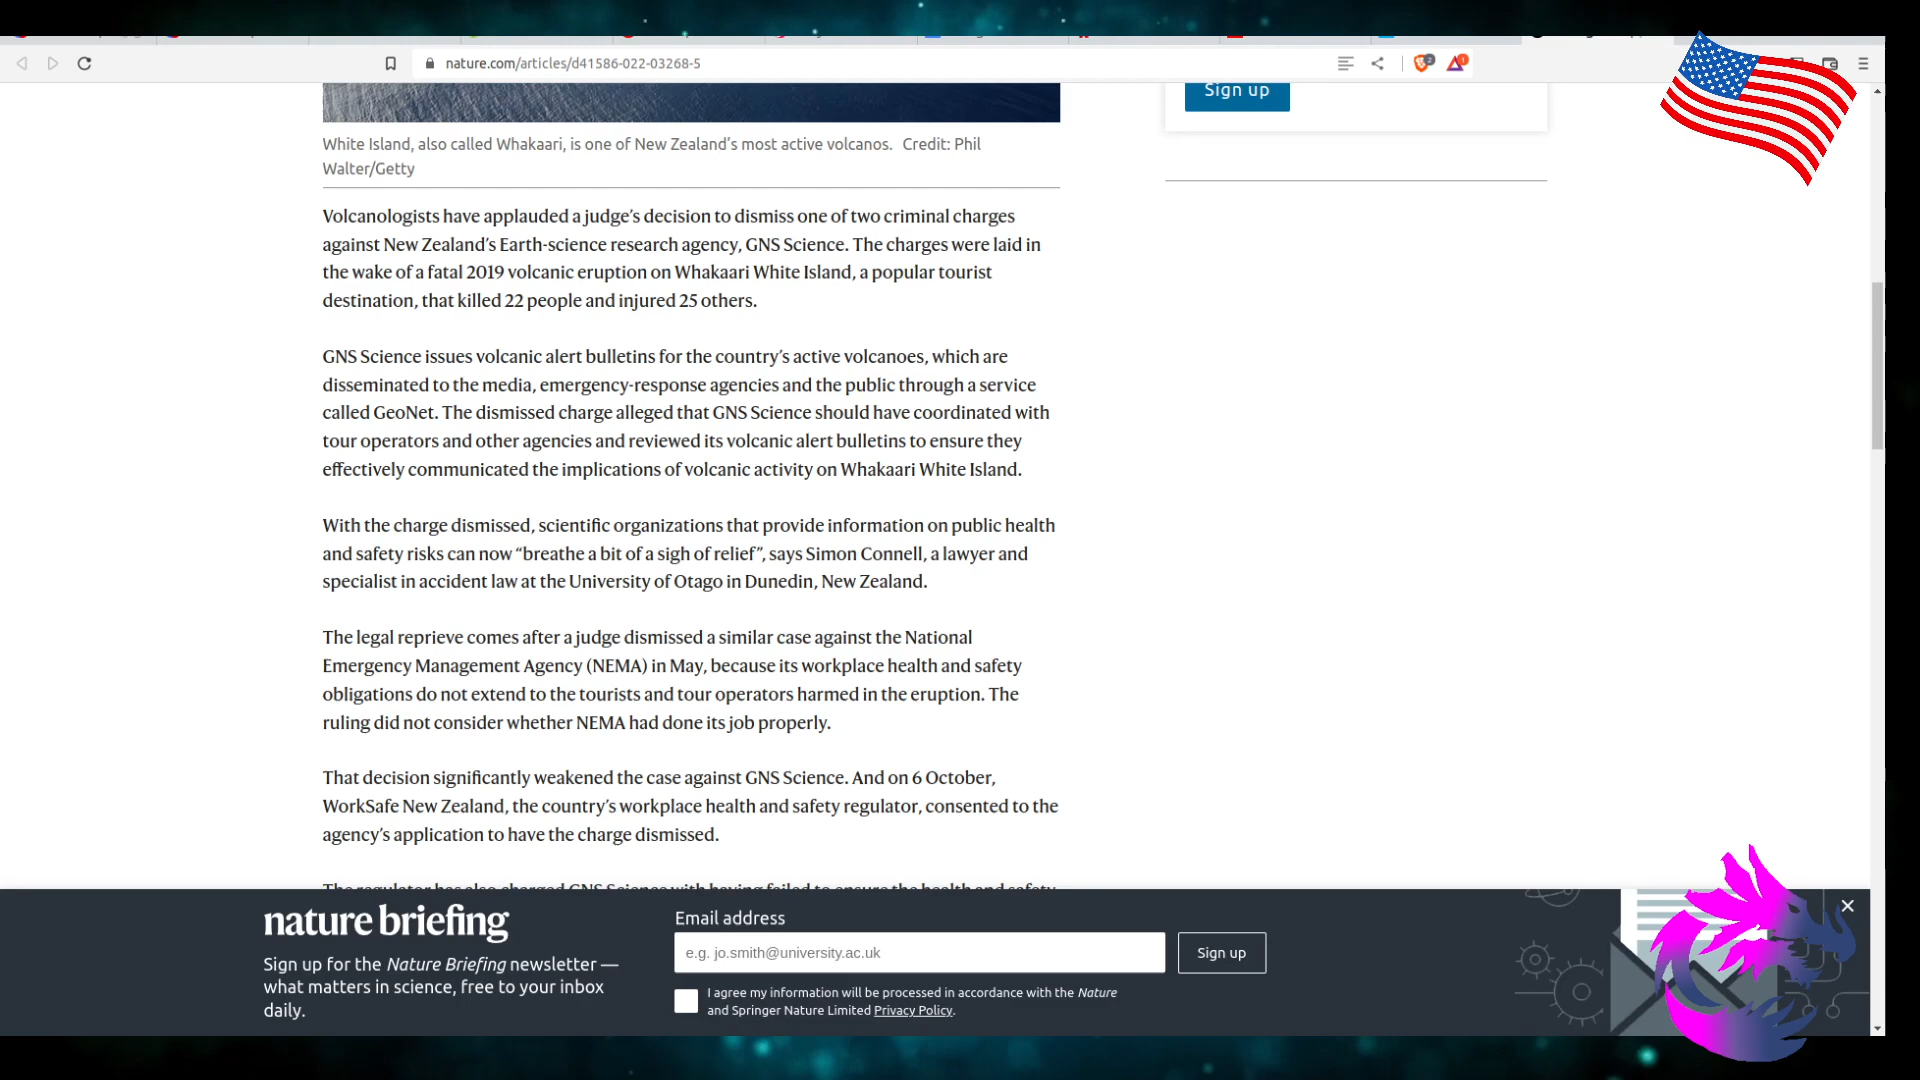 nature.com/articles/d41586-022-03268-5
2
1
Sign up
White Island, also called Whakaari, is one of New Zealand's most active volcanos. Credit: Phil
Walter/Getty
Volcanologists have applauded a judge's decision to dismiss one of two criminal charges
against New Zealand's Earth-science research agency, GNS Science. The charges were laid in
the wake of a fatal 2019 volcanic eruption on Whakaari White Island, a popular tourist
destination, that killed 22 people and injured 25 others.
GNS Science issues volcanic alert bulletins for the country's active volcanoes, which are
disseminated to the media, emergency-response agencies and the public through a service
called GeoNet. The dismissed charge alleged that GNS Science should have coordinated with
tour operators and other agencies and reviewed its volcanic alert bulletins to ensure they
effectively communicated the implications of volcanic activity on Whakaari White Island.
With the charge dismissed, scientific organizations that provide information on public health
and safety risks can now “breathe a bit of a sigh of relief”, says Simon Connell, a lawyer and
specialist in accident law at the University of Otago in Dunedin, New Zealand.
The legal reprieve comes after a judge dismissed a similar case against the National
Emergency Management Agency (NEMA) in May, because its workplace health and safety
obligations do not extend to the tourists and tour operators harmed in the eruption. The
ruling did not consider whether NEMA had done its job properly.
That decision significantly weakened the case against GNS Science. And on 6 October,
WorkSafe New Zealand, the country's workplace health and safety regulator, consented to the
agency's application to have the charge dismissed.
The regulator has also charged GNS Science with having failed to ensure the health and safety
nature briefing
Sign up for the Nature Briefing newsletter —
what matters in science, free to your inbox
daily.
Email address
e.g. jo.smith@university.ac.uk
Sign up
I agree my information will be processed in accordance with the Nature
and Springer Nature Limited Privacy Policy.